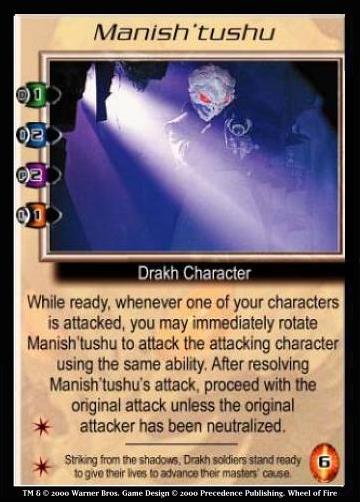 Manish'tushu
D 1
I 2
P 2
L 1
Drakh Character
While ready, whenever one of your characters
is attacked, you may immediately rotate
Manish'tushu to attack the attacking character
using the same ability. After resolving
Manish'tushu's attack, proceed with the
original attack unless the original
attacker has been neutralized.
Striking from the shadows, Drakh soldiers stand ready
to give their lives to advance their masters' cause.
6
TM & © 2000 Warner Bros. Game Design © 2000 Precedence Publishing. Wheel of Fire